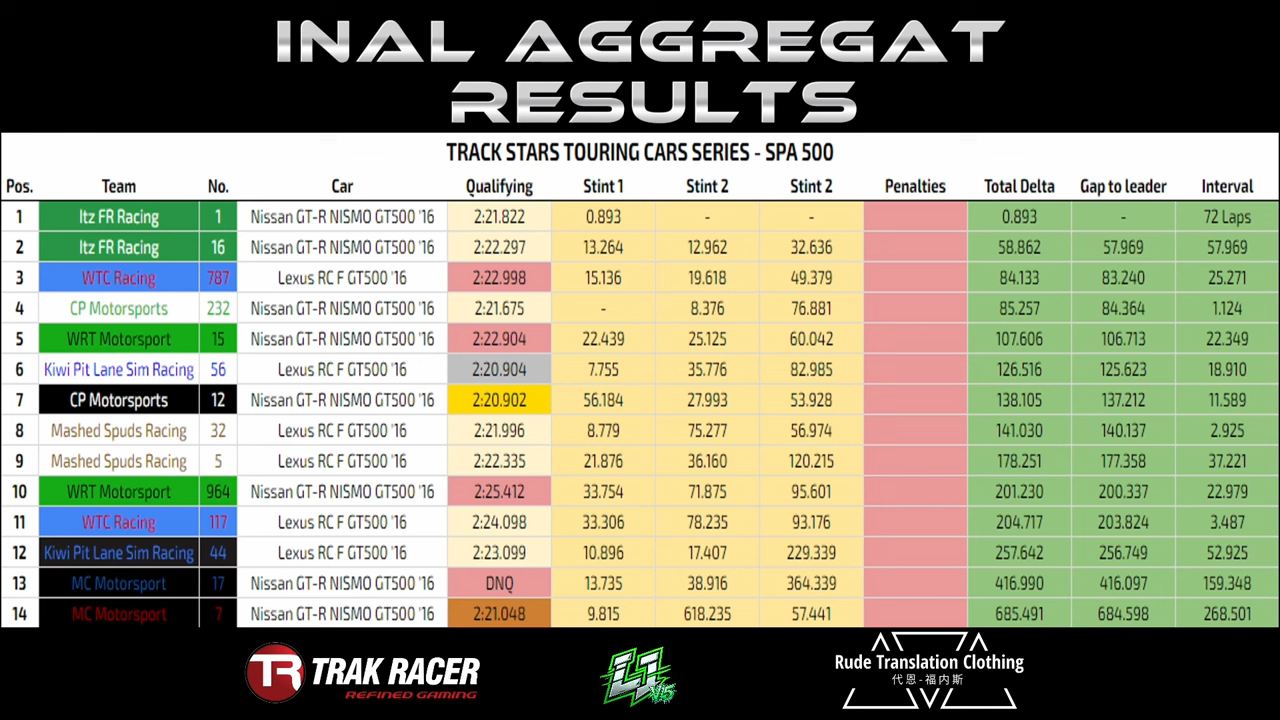 INAL AGGREGAT
RESULTS
TRACK STARS TOURING CARS SERIES - SPA 500
Pos. Team No. Car Qualifying Stint 1 Stint 2 Stint 2 Penalties Total Delta Gap to leader Interval
1 Itz FR Racing 1 Nissan GT-R NISMO GT500 '16 2:21.822 0.893 - - 0.893 - 72 Laps
2 Itz FR Racing 16 Nissan GT-R NISMO GT500 '16 2:22.297 13.264 12.962 32.636 58.862 57.969 57.969
3 WTC Racing 787 Lexus RC F GT500 '16 2:22.998 15.136 19.618 49.379 84.133 83.240 25.271
4 CP Motorsports 232 Nissan GT-R NISMO GT500 '16 2:21.675 - 8.376 76.881 85.257 84.364 1.124
5 WRT Motorsport 15 Nissan GT-R NISMO GT500 '16 2:22.904 22.439 25.125 60.042 107.606 106.713 22.349
6 Kiwi Pit Lane Sim Racing 56 Lexus RC F GT500 '16 2:20.904 7.755 35.776 82.985 126.516 125.623 18.910
7 CP Motorsports 12 Nissan GT-R NISMO GT500 '16 2:20.902 56.184 27.993 53.928 138.105 137.212 11.589
8 Mashed Spuds Racing 32 Lexus RC F GT500 '16 2:21.996 8.779 75.277 56.974 141.030 140.137 2.925
9 Mashed Spuds Racing 5 Lexus RC F GT500 '16 2:22.335 21.876 36.160 120.215 178.251 177.358 37.221
10 WRT Motorsport 964 Nissan GT-R NISMO GT500 '16 2:25.412 33.754 71.875 95.601 201.230 200.337 22.979
11 WTC Racing 117 Lexus RC F GT500 '16 2:24.098 33.306 78.235 93.176 204.717 203.824 3.487
12 Kiwi Pit Lane Sim Racing 44 Lexus RC F GT500 '16 2:23.099 10.896 17.407 229.339 257.642 256.749 52.925
13 MC Motorsport 17 Nissan GT-R NISMO GT500 '16 DNQ 13.735 38.916 364.339 416.990 416.097 159.348
14 MC Motorsport 7 Nissan GT-R NISMO GT500 '16 2:21.048 9.815 618.235 57.441 685.491 684.598 268.501
TR TRAK RACER
REFINED GAMING
V5
Rude Translation Clothing
代恩-福内斯